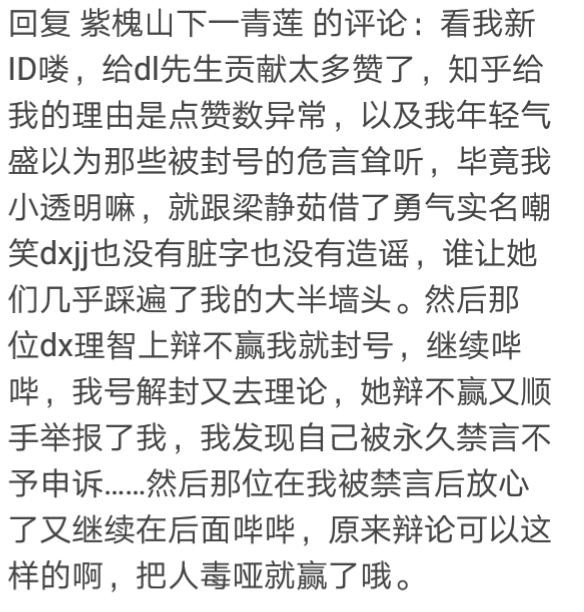 回复 紫槐山下一青莲 的评论：看我新
ID喽，给dl先生贡献太多赞了，知乎给
我的理由是点赞数异常，以及我年轻气
盛以为那些被封号的危言耸听，毕竟我
小透明嘛，就跟梁静茹借了勇气实名嘲
笑dxjj也没有脏字也没有造谣，谁让她
们几乎踩遍了我的大半墙头。然后那
位dx理智上辩不赢我就封号，继续哔
哔，我号解封又去理论，她辩不赢又顺
手举报了我，我发现自己被永久禁言不
予申诉……然后那位在我被禁言后放心
了又继续在后面哔哔，原来辩论可以这
样的啊，把人毒哑就赢了哦。